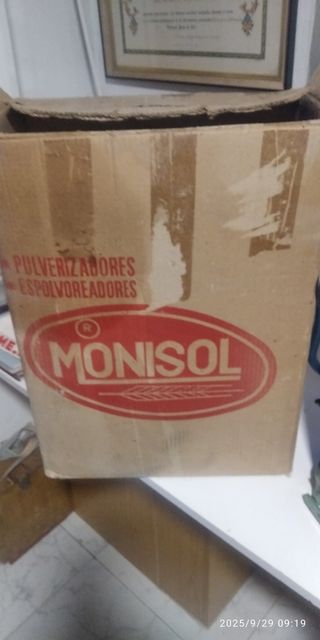 PULVERIZADORES
ESPOLVOREADORES
®
MONISOL
2025/9/29 09:19